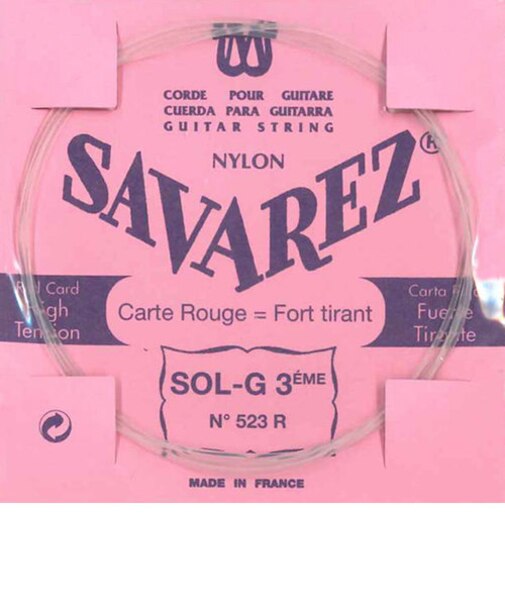 CORDE POUR GUITARE
CUERDA PARA GUITARRA
GUITAR STRING
NYLON
SAVAREZ®
Red Card
High
Tension
Carte Rouge = Fort tirant
Carta Roja
Fuerte
Tirante
SOL-G 3ÉME
N° 523 R
MADE IN FRANCE